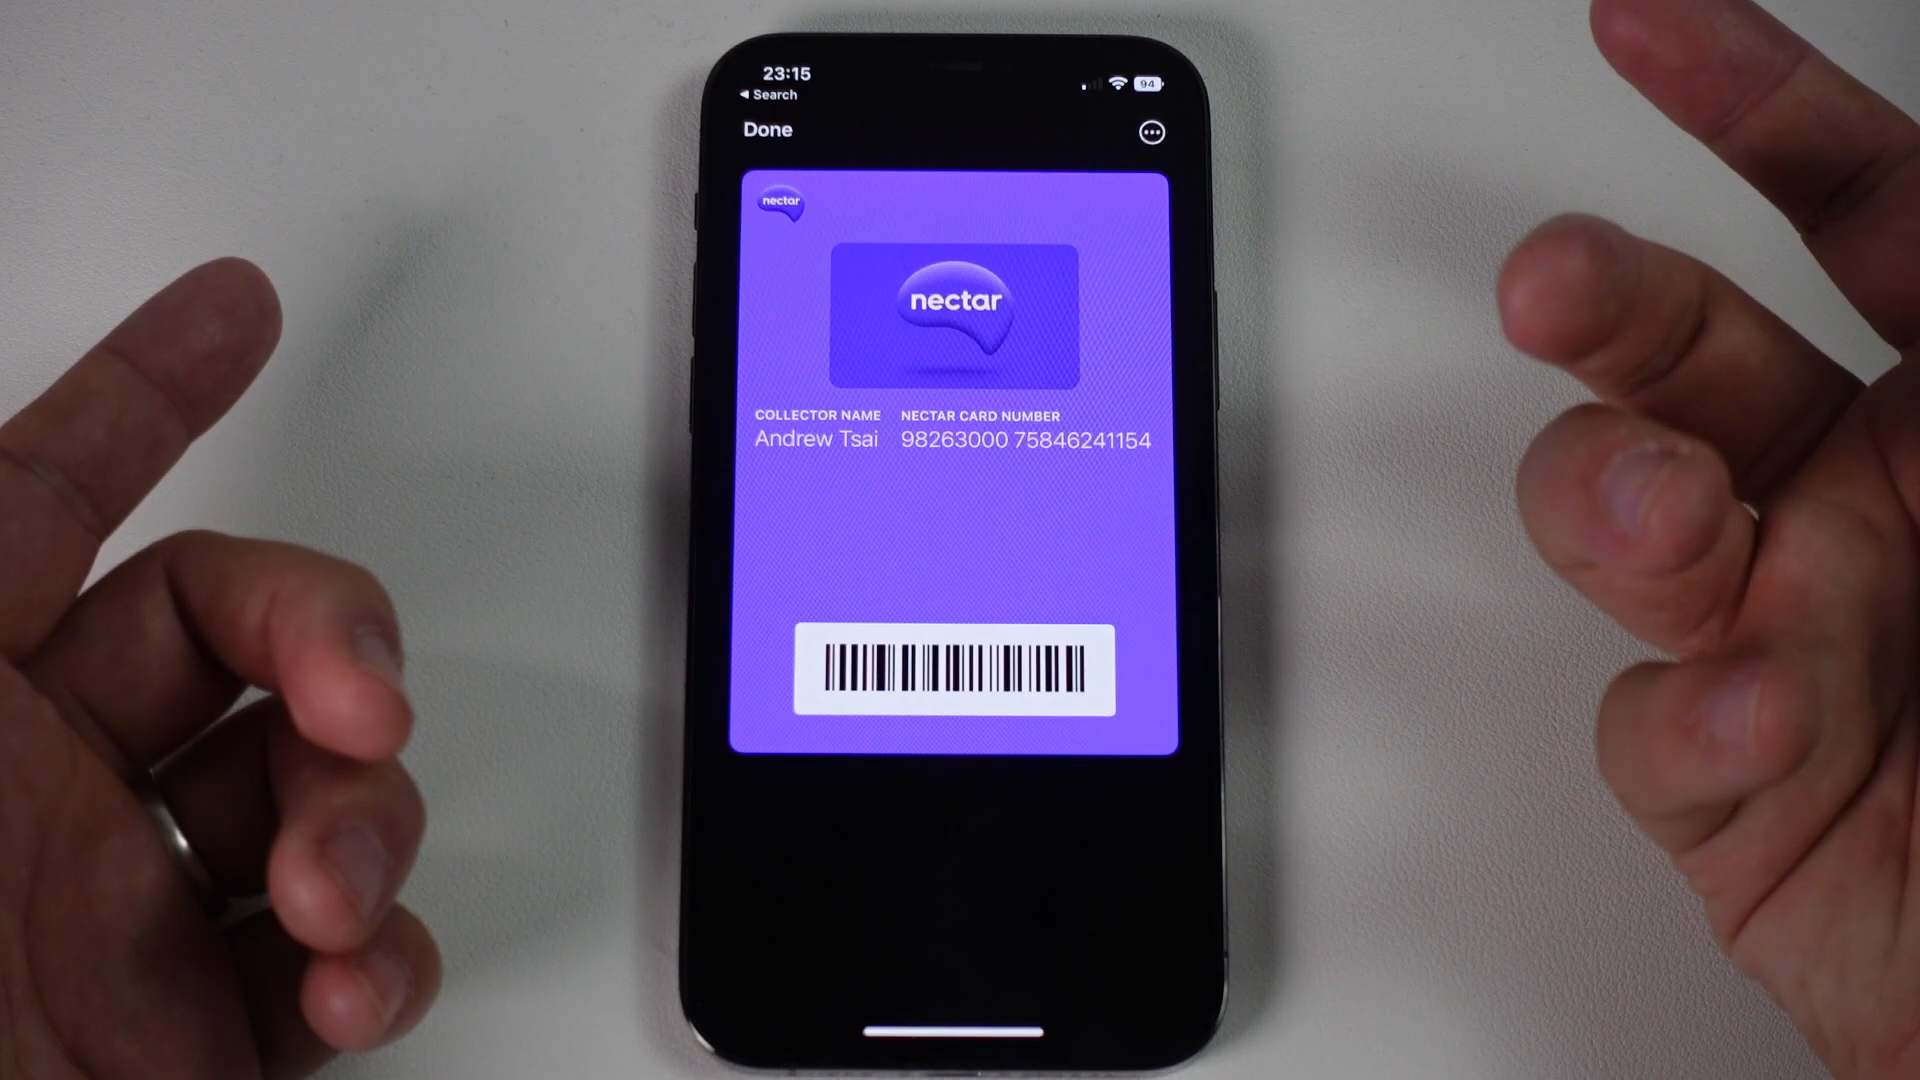 23:15
◀ Search
94
Done
nectar
nectar
COLLECTOR NAME NECTAR CARD NUMBER
Andrew Tsai 98263000 75846241154